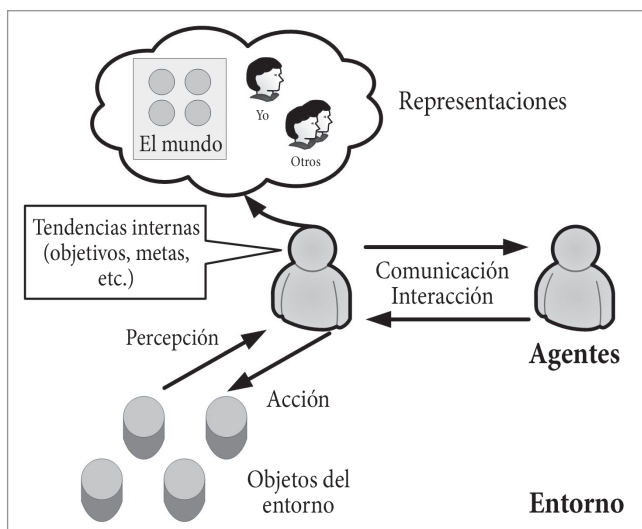 El mundo
Yo
Otros
Representaciones
Tendencias internas
(objetivos, metas,
etc.)
Comunicación
Interacción
Agentes
Percepción
Acción
Objetos del
entorno
Entorno